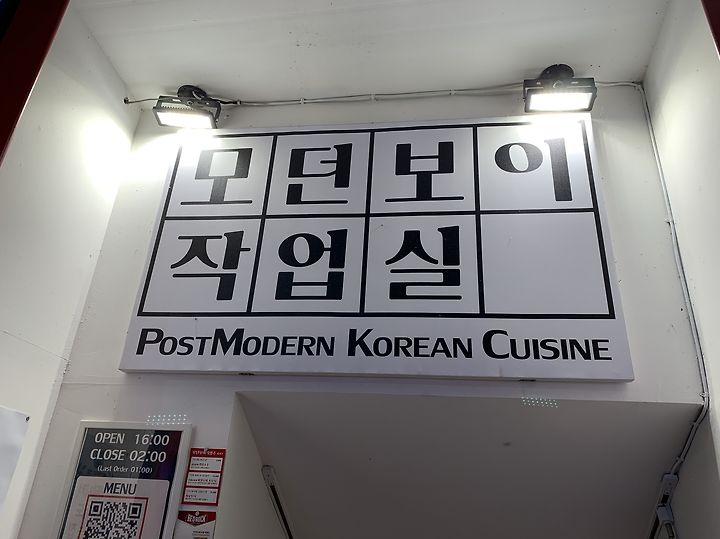 모던보이
작업실
POSTMODERN KOREAN CUISINE
OPEN 16:00
CLOSE 02:00
(Last Order 01:00)
MENU